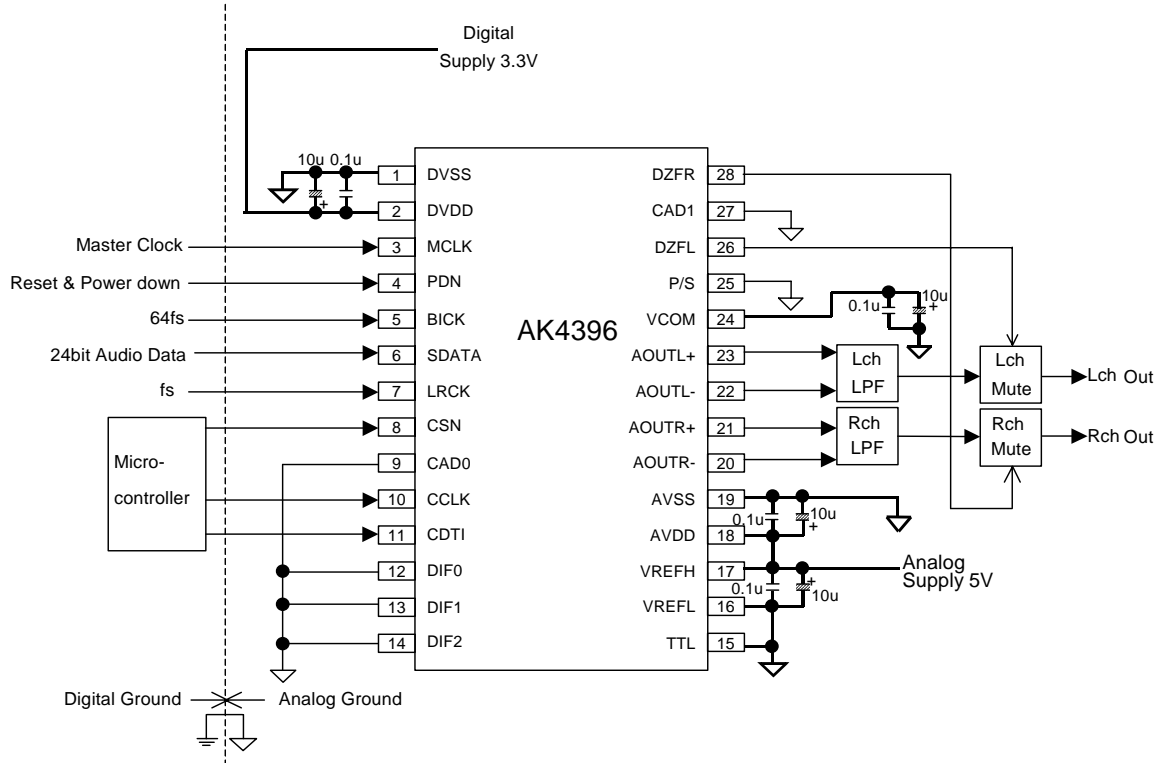 Digital
Supply 3.3V
10u 0.1u
+
1 DVSS
2 DVDD
Master Clock 3 MCLK
Reset & Power down 4 PDN
64fs 5 BICK
24bit Audio Data 6 SDATA
fs 7 LRCK
8 CSN
9 CAD0
10 CCLK
11 CDTI
12 DIF0
13 DIF1
14 DIF2
Micro-
controller
AK4396
DZFR 28
CAD1 27
DZFL 26
P/S 25
VCOM 24
AOUTL+ 23
AOUTL- 22
AOUTR+ 21
AOUTR- 20
AVSS 19
AVDD 18
VREFH 17
VREFL 16
TTL 15
0.1u 10u
+
Lch
LPF
Lch
Mute
Lch Out
Rch
LPF
Rch
Mute
Rch Out
0.1u 10u
+
Analog
Supply 5V
0.1u + 10u
Digital Ground Analog Ground